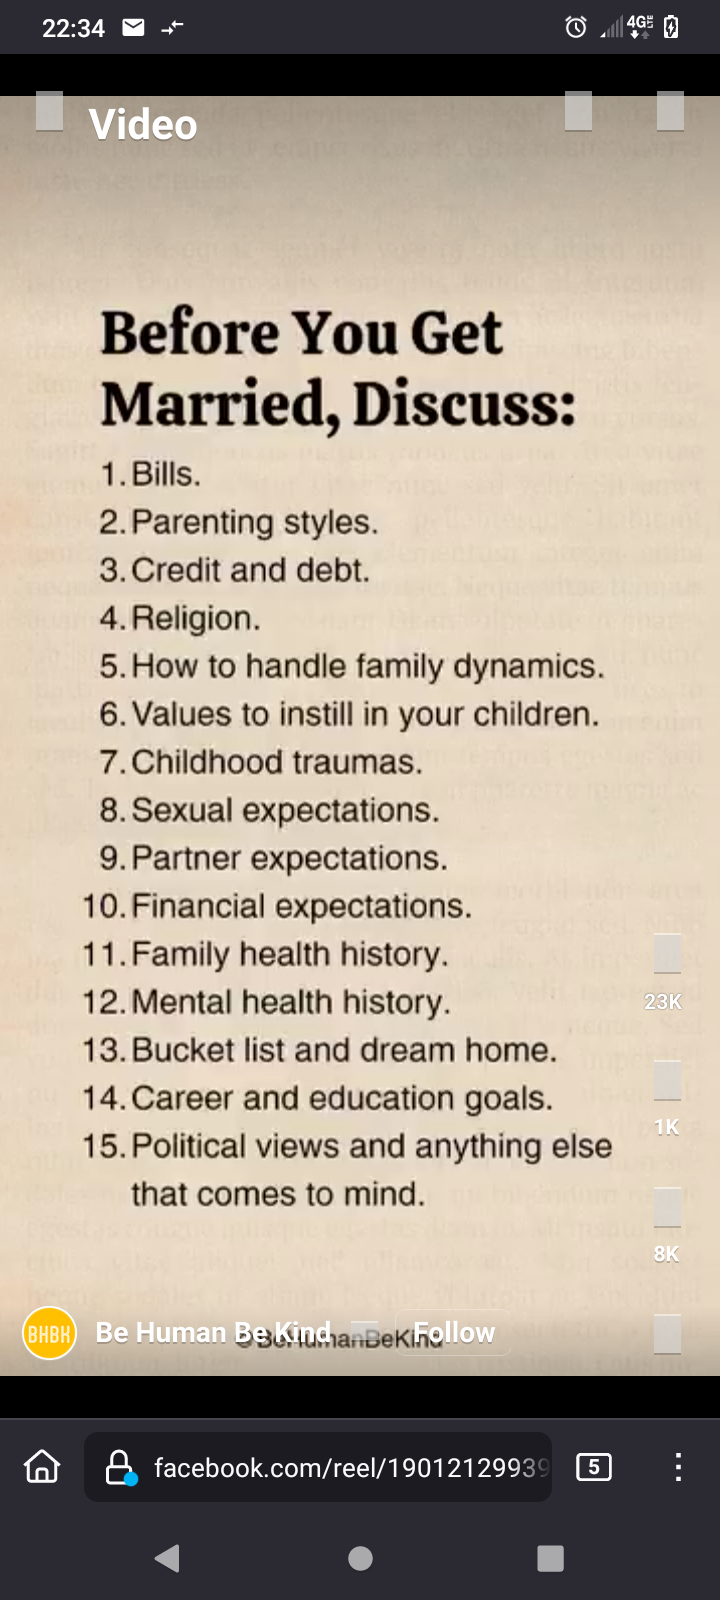 22:34
4G LTE
Video
Before You Get
Married, Discuss:
1. Bills.
2. Parenting styles.
3. Credit and debt.
4. Religion.
5. How to handle family dynamics.
6. Values to instill in your children.
7. Childhood traumas.
8. Sexual expectations.
9. Partner expectations.
10. Financial expectations.
11. Family health history.
12. Mental health history.
13. Bucket list and dream home.
14. Career and education goals.
15. Political views and anything else
that comes to mind.
23K
1K
8K
BHBK
Be Human Be Kind
Follow
@BeHumanBeKind
facebook.com/reel/19012129939
5